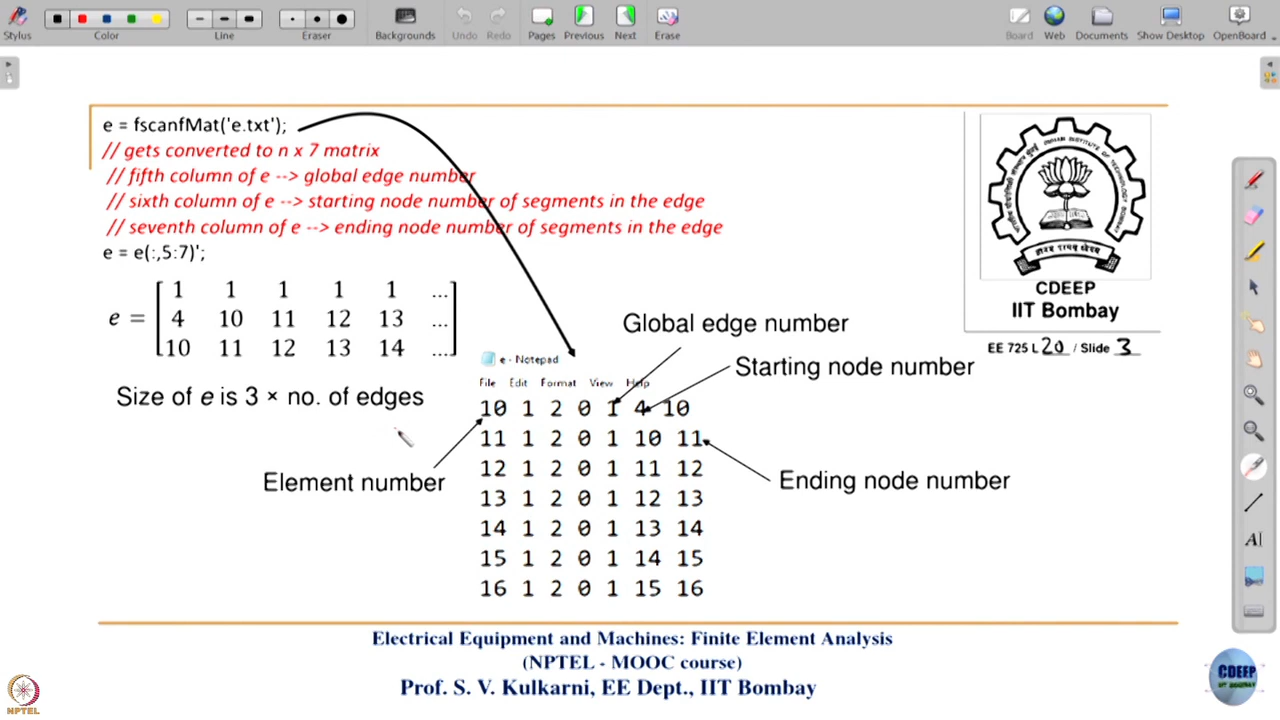 Stylus
Color
Line
Eraser
Backgrounds
Undo
Redo
Pages
Previous
Next
Erase
Board
Web
Documents
Show Desktop
OpenBoard
e = fscanfMat('e.txt');
// gets converted to n x 7 matrix
// fifth column of e --> global edge number
// sixth column of e --> starting node number of segments in the edge
// seventh column of e --> ending node number of segments in the edge
e = e(:,5:7)';
e = [1 1 1 1 1 ...
4 10 11 12 13 ...
10 11 12 13 14 ...]
Size of e is 3 × no. of edges
CDEEP
IIT Bombay
EE 725 L 20 / Slide 3
Global edge number
Starting node number
e - Notepad
File Edit Format View Help
10 1 2 0 1 4 10
11 1 2 0 1 10 11
12 1 2 0 1 11 12
13 1 2 0 1 12 13
14 1 2 0 1 13 14
15 1 2 0 1 14 15
16 1 2 0 1 15 16
Element number
Ending node number
Electrical Equipment and Machines: Finite Element Analysis
(NPTEL - MOOC course)
Prof. S. V. Kulkarni, EE Dept., IIT Bombay
NPTEL
CDEEP
IIT BOMBAY